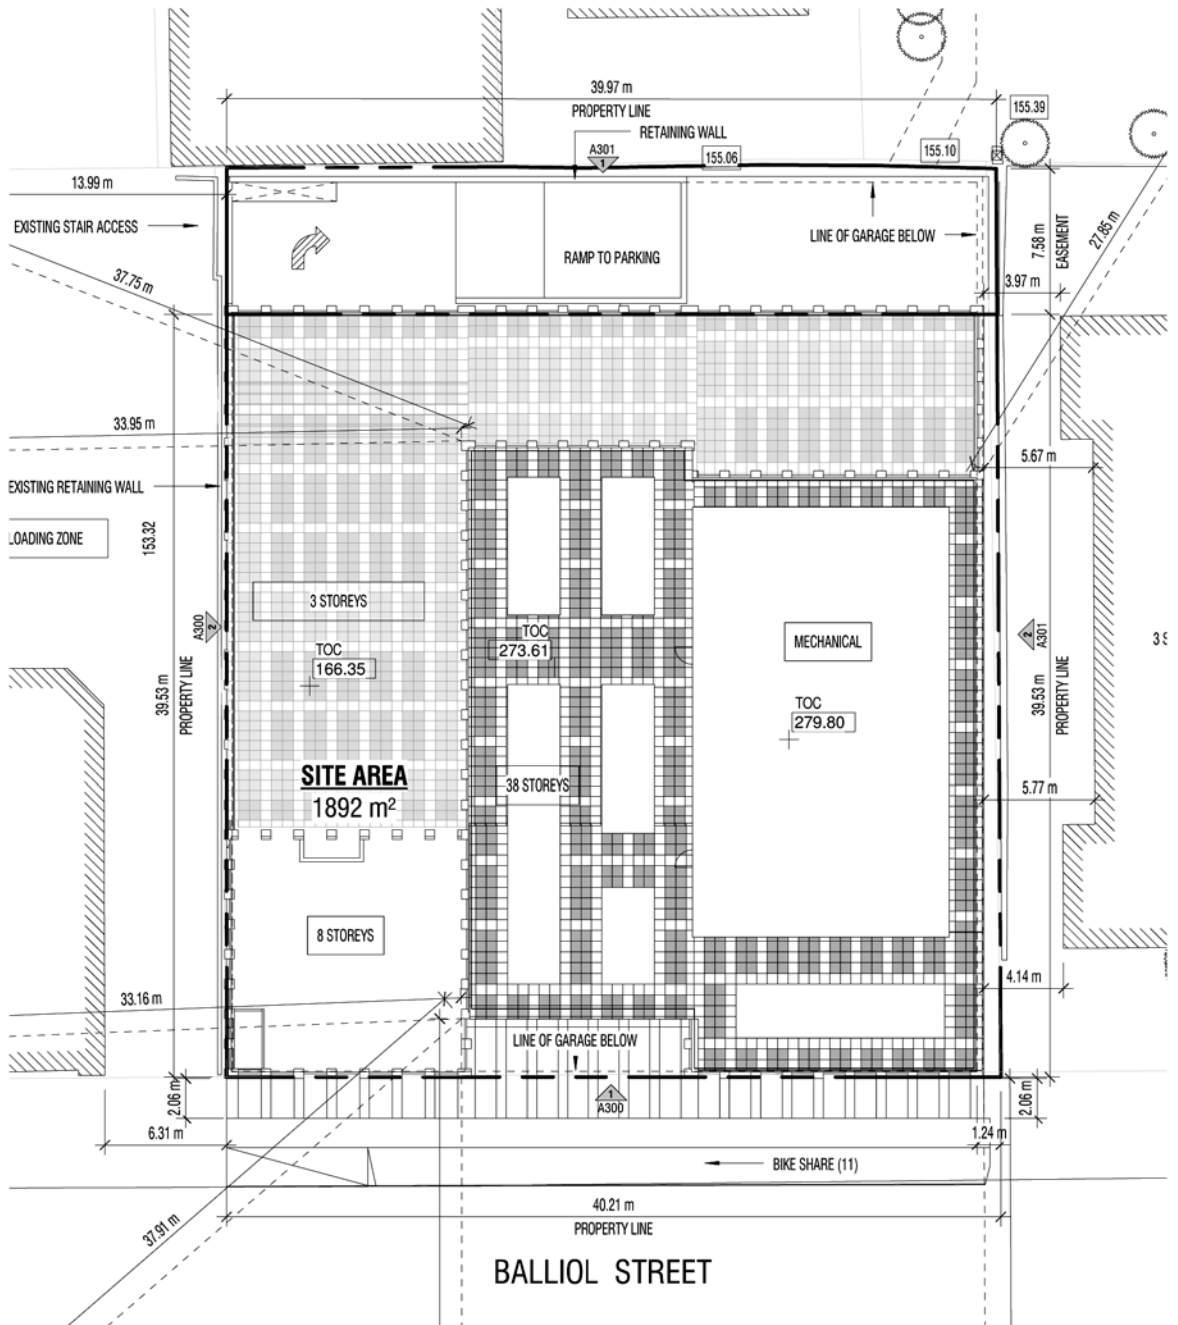 39.97 m
PROPERTY LINE
155.39
RETAINING WALL
A301
1
155.06
155.10
13.99 m
EXISTING STAIR ACCESS
RAMP TO PARKING
LINE OF GARAGE BELOW
7.58 m
EASEMENT
27.85 m
37.75 m
3.97 m
33.95 m
5.67 m
EXISTING RETAINING WALL
LOADING ZONE
153.32
3 STOREYS
TOC
166.35
TOC
273.61
MECHANICAL
TOC
279.80
A300
2
2
A301
3 S
39.53 m
PROPERTY LINE
39.53 m
PROPERTY LINE
SITE AREA
1892 m²
38 STOREYS
5.77 m
8 STOREYS
4.14 m
33.16 m
LINE OF GARAGE BELOW
1
A300
2.06 m
2.06 m
6.31 m
1.24 m
BIKE SHARE (11)
40.21 m
PROPERTY LINE
37.91 m
BALLIOL STREET